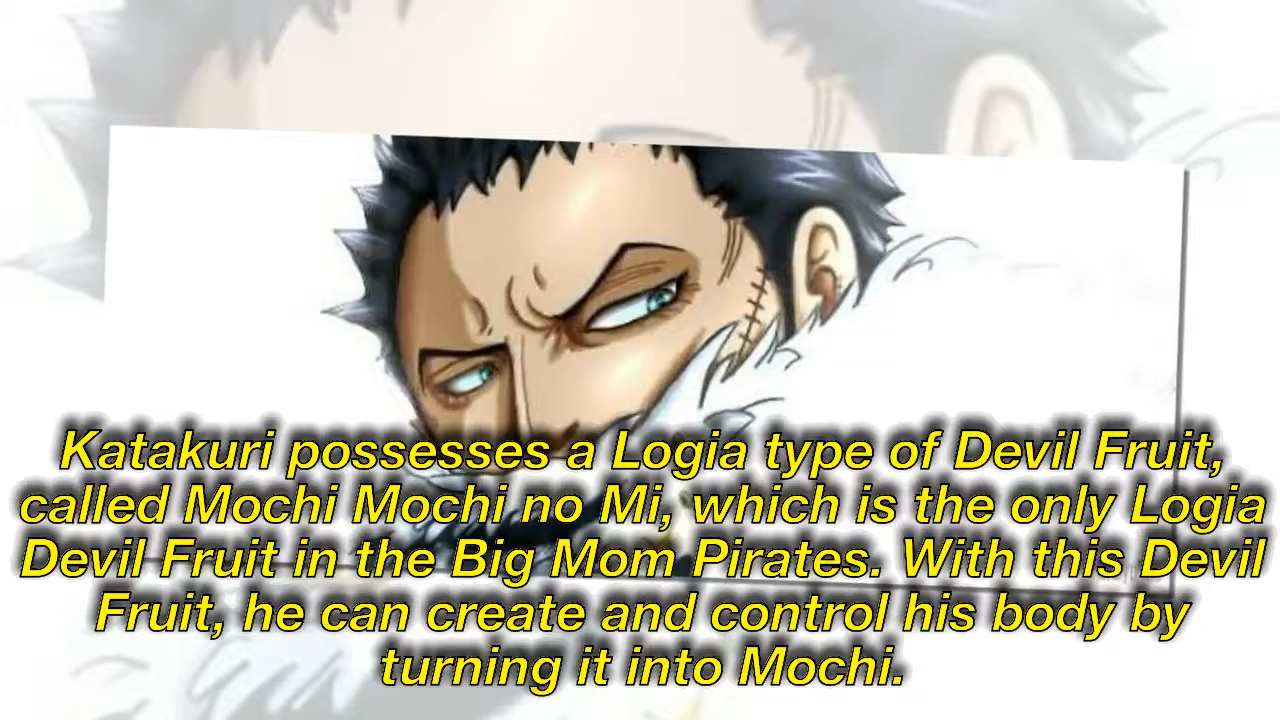 Katakuri possesses a Logia type of Devil Fruit,
called Mochi Mochi no Mi, which is the only Logia
Devil Fruit in the Big Mom Pirates. With this Devil
Fruit, he can create and control his body by
turning it into Mochi.